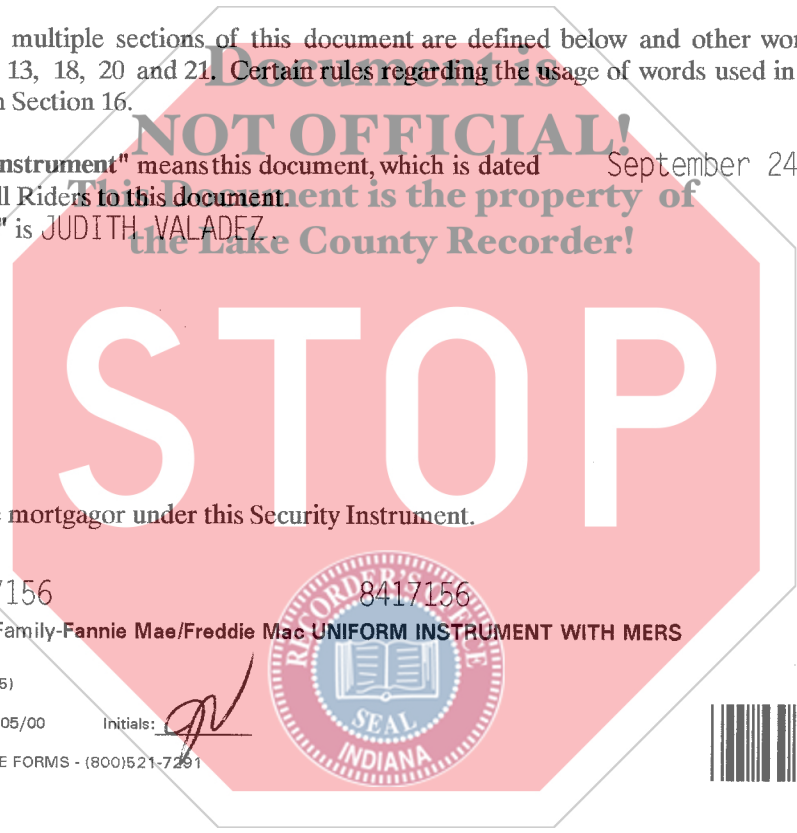 multiple sections of this document are defined below and other wor
13, 18, 20 and 21. Certain rules regarding the usage of words used in
Section 16.
Document is
NOT OFFICIAL!
This Document is the property of
the Lake County Recorder!
nstrument" means this document, which is dated September 24
ll Riders to this document.
" is JUDITH VALADEZ.
STOP
mortgagor under this Security Instrument.
7156 8417156
Family-Fannie Mae/Freddie Mac UNIFORM INSTRUMENT WITH MERS
5)
05/00 Initials: JV
E FORMS - (800)521-7291
RECORDER'S OFFICE
SEAL
INDIANA